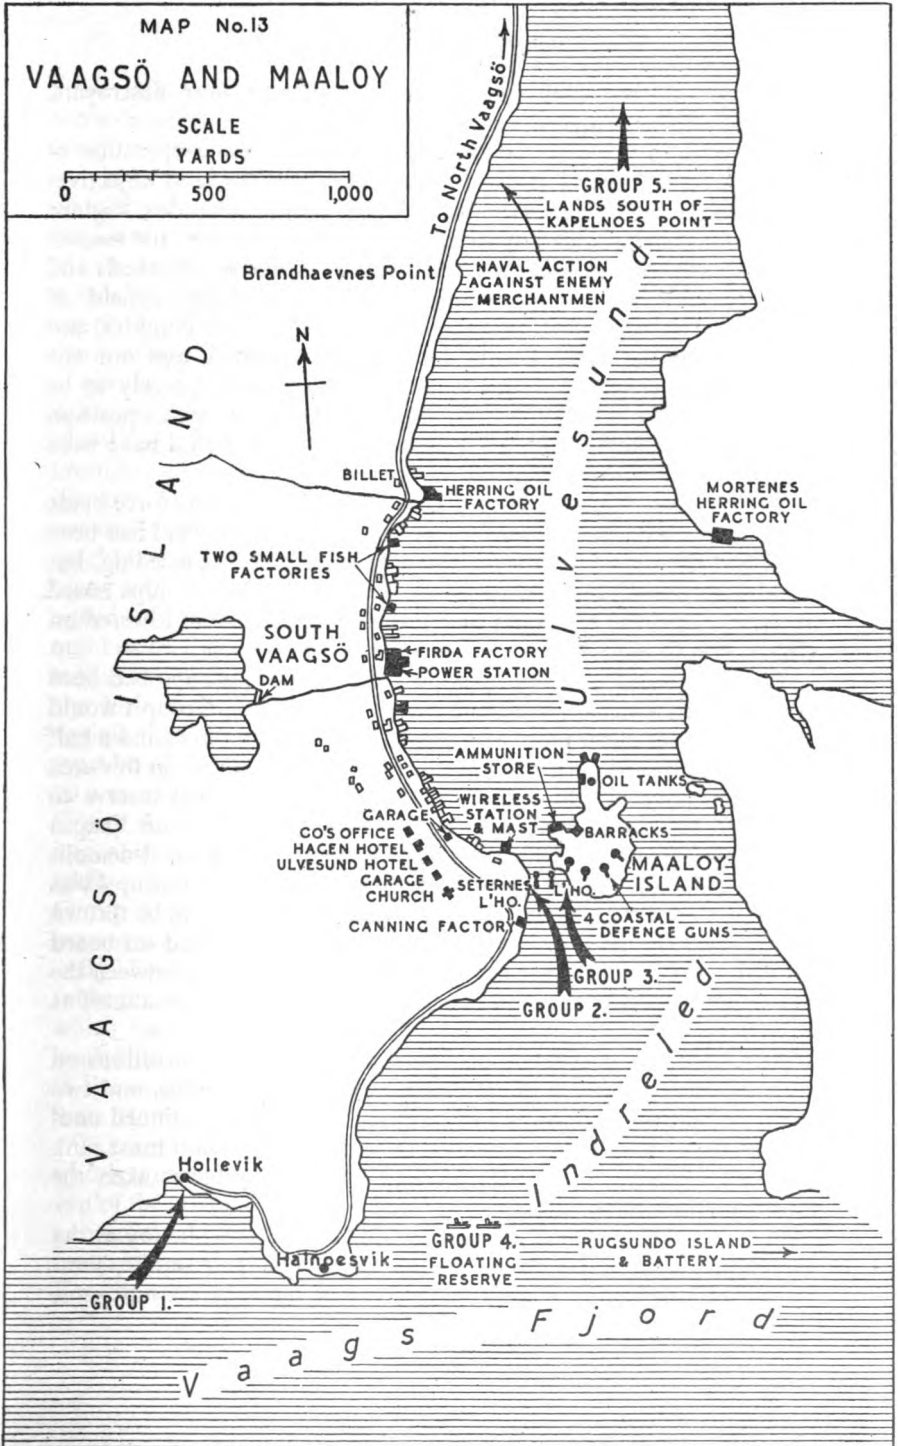 MAP No.13
VAAGSÖ AND MAALOY
SCALE
YARDS
0 500 1,000
To North Vaagsö
GROUP 5.
LANDS SOUTH OF
KAPELNOES POINT
Brandhaevnes Point
NAVAL ACTION
AGAINST ENEMY
MERCHANTMEN
N
Ulvesund
VAAGSÖ ISLAND
BILLET
HERRING OIL
FACTORY
MORTENES
HERRING OIL
FACTORY
TWO SMALL FISH
FACTORIES
SOUTH
VAAGSÖ
DAM
FIRDA FACTORY
POWER STATION
AMMUNITION
STORE
OIL TANKS
WIRELESS
STATION
& MAST
BARRACKS
GARAGE
CO'S OFFICE
HAGEN HOTEL
ULVESUND HOTEL
GARAGE
CHURCH
MAALOY
ISLAND
SETERNES
L'HO.
L'HO.
4 COASTAL
DEFENCE GUNS
CANNING FACTOR
GROUP 3.
GROUP 2.
Indreled
Hollevik
Halnoesvik
GROUP 1.
GROUP 4.
FLOATING
RESERVE
RUGSUNDO ISLAND
& BATTERY
Vaags Fjord